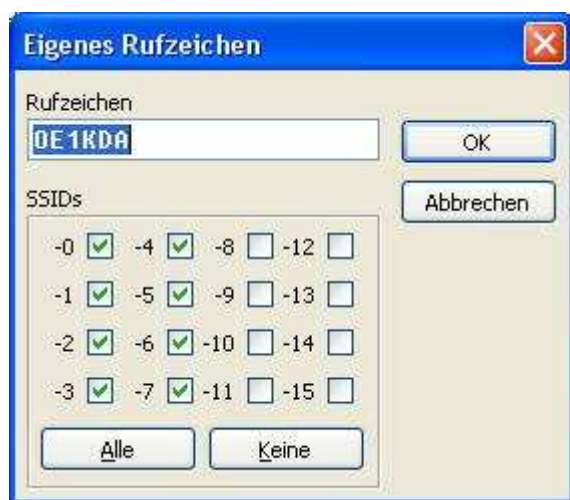 Eigenes Rufzeichen
Rufzeichen
OE1KDA
OK
SSIDs
Abbrechen
-0 -4 -8 -12
-1 -5 -9 -13
-2 -6 -10 -14
-3 -7 -11 -15
Alle Keine